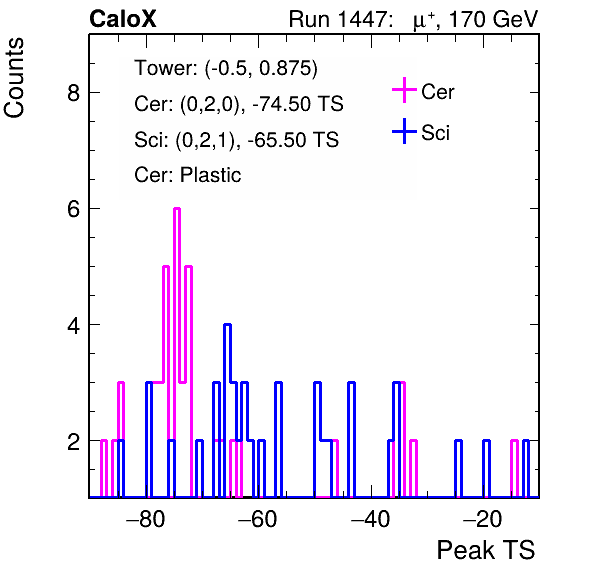 CaloX Run 1447: μ⁺, 170 GeV
Counts
Tower: (-0.5, 0.875)
Cer: (0,2,0), -74.50 TS
Sci: (0,2,1), -65.50 TS
Cer: Plastic
Cer
Sci
8
6
4
2
−80 −60 −40 −20
Peak TS